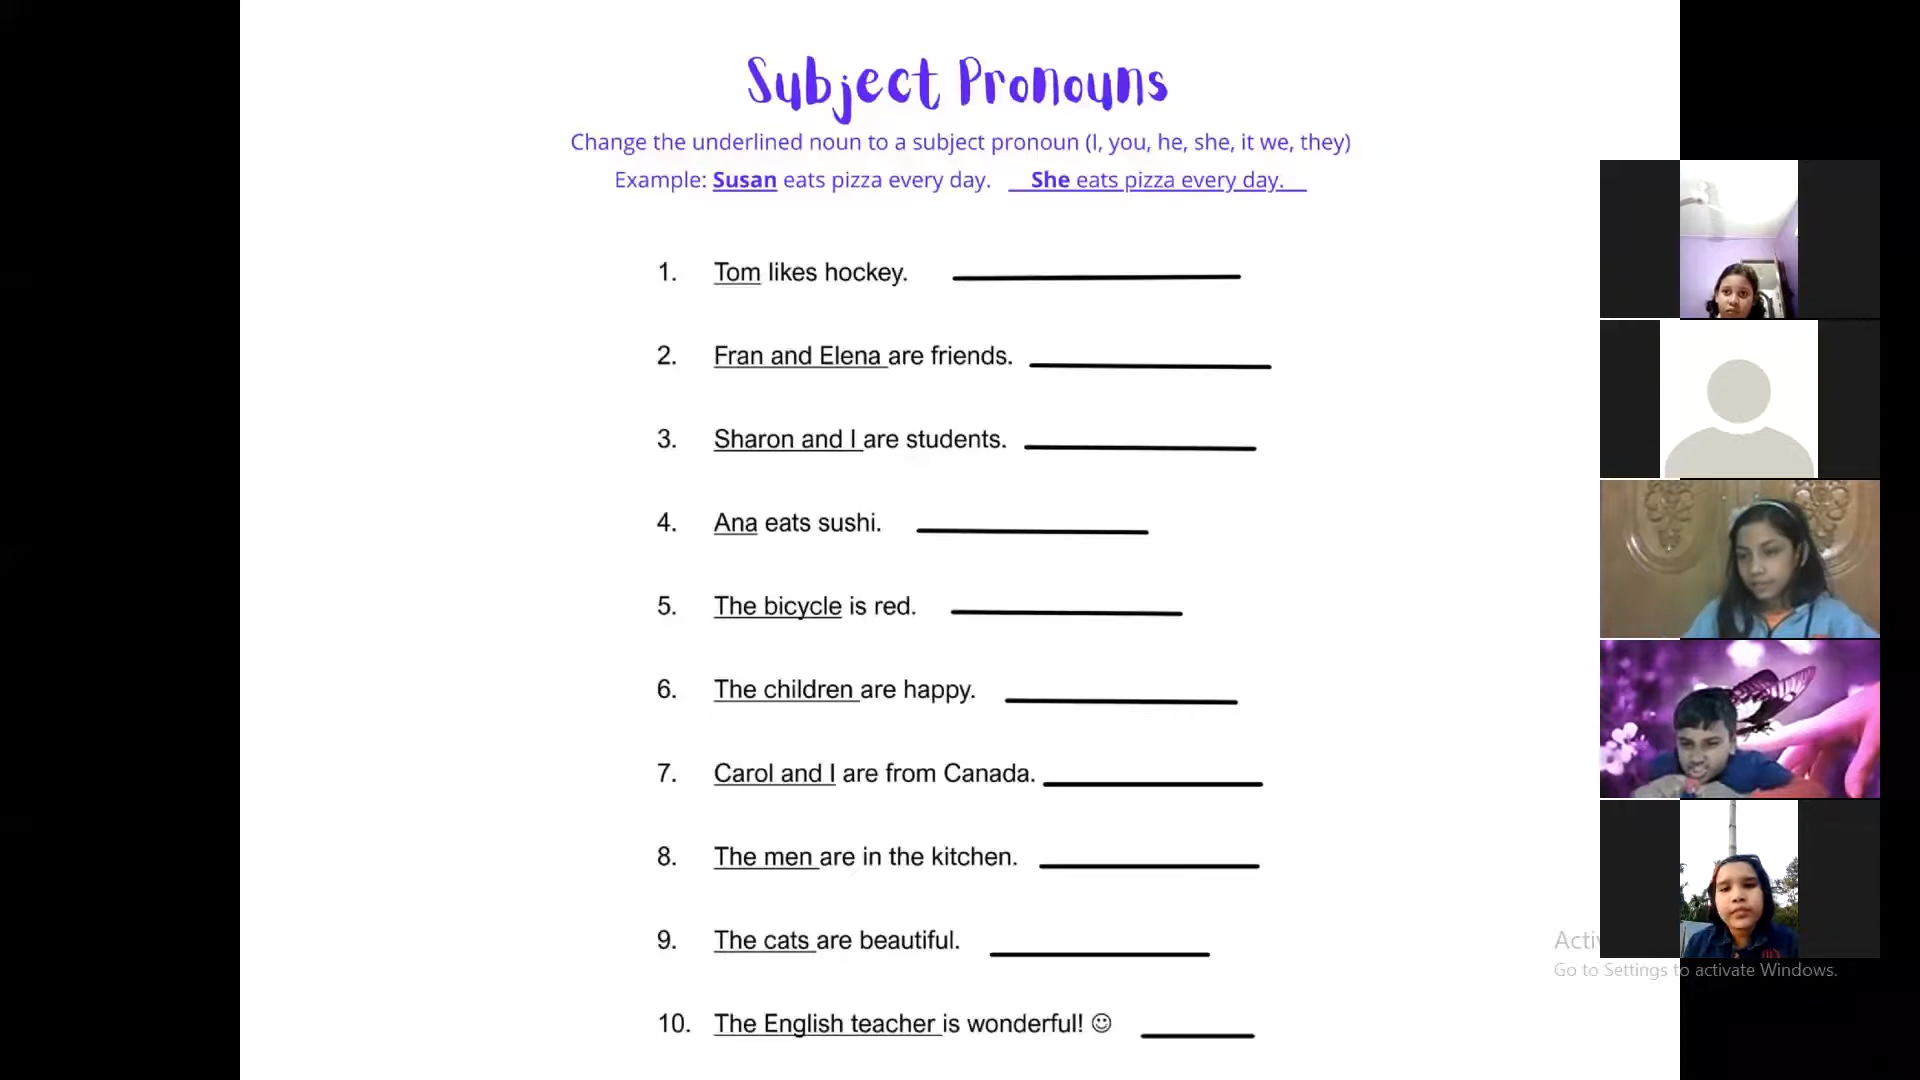 Subject Pronouns
Change the underlined noun to a subject pronoun (I, you, he, she, it we, they)
Example: Susan eats pizza every day. She eats pizza every day.
1. Tom likes hockey.
2. Fran and Elena are friends.
3. Sharon and I are students.
4. Ana eats sushi.
5. The bicycle is red.
6. The children are happy.
7. Carol and I are from Canada.
8. The men are in the kitchen.
9. The cats are beautiful.
10. The English teacher is wonderful! ☺
Go to Settings to activate Windows.